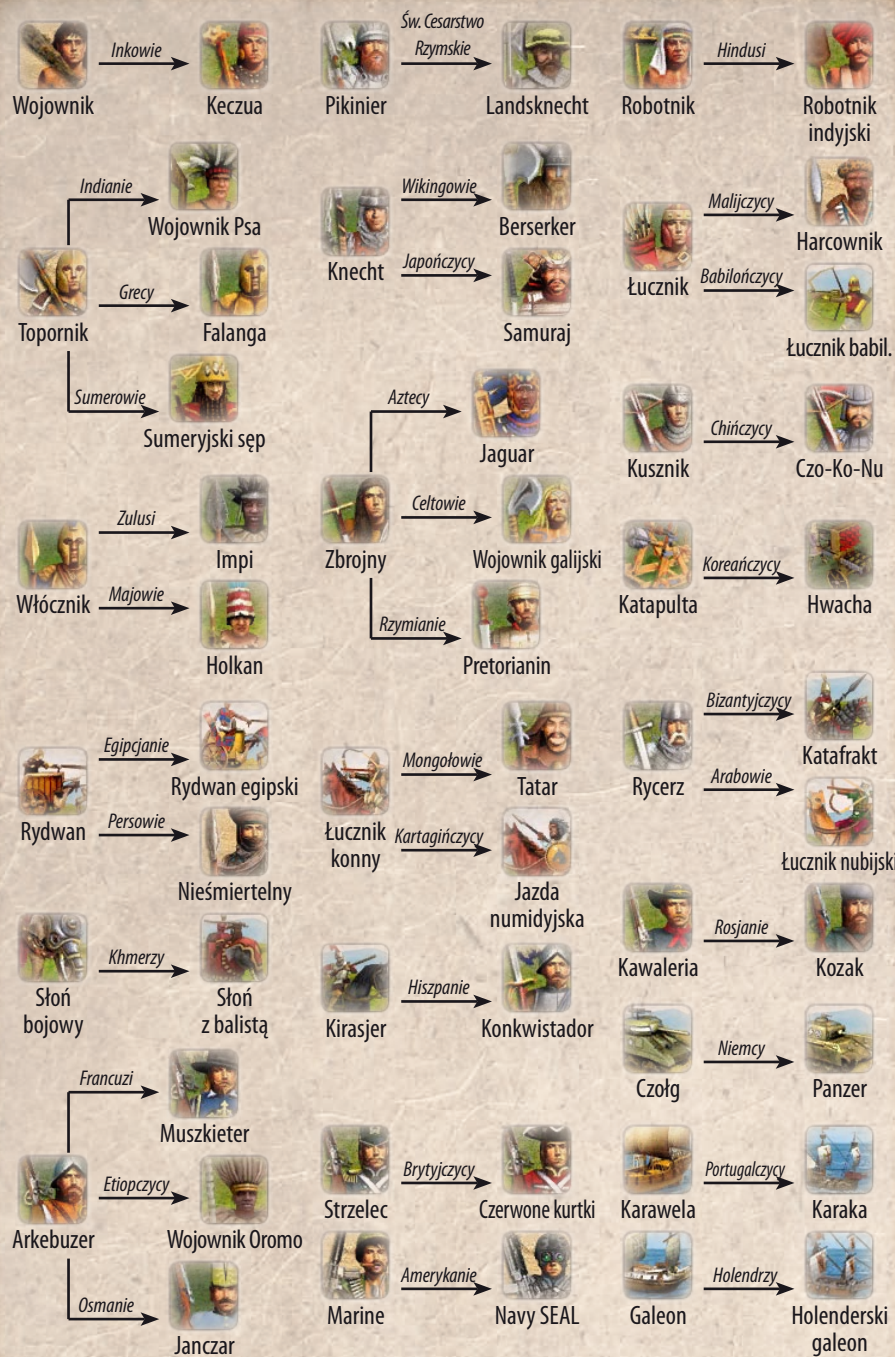 Inkowie
Wojownik
Keczua
Św. Cesarstwo
Rzymskie
Pikinier
Landsknecht
Hindusi
Robotnik
Robotnik
indyjski
Indianie
Wojownik Psa
Grecy
Topornik
Falanga
Sumerowie
Sumeryjski sęp
Wikingowie
Berserker
Knecht
Japończycy
Samuraj
Malijczycy
Harcownik
Łucznik
Babilończycy
Łucznik babil.
Aztecy
Jaguar
Celtowie
Zbrojny
Wojownik galijski
Rzymianie
Pretorianin
Chińczycy
Kusznik
Czo-Ko-Nu
Zulusi
Impi
Włócznik
Majowie
Holkan
Koreańczycy
Katapulta
Hwacha
Egipcjanie
Rydwan egipski
Rydwan
Persowie
Nieśmiertelny
Mongołowie
Tatar
Łucznik
konny
Kartagińczycy
Jazda
numidyjska
Bizantyjczycy
Katafrakt
Rycerz
Arabowie
Łucznik nubijski
Khmerzy
Słoń
bojowy
Słoń
z balistą
Hiszpanie
Kirasjer
Konkwistador
Rosjanie
Kawaleria
Kozak
Niemcy
Czołg
Panzer
Francuzi
Muszkieter
Etiopczycy
Arkebuzer
Wojownik Oromo
Osmanie
Janczar
Brytyjczycy
Strzelec
Czerwone kurtki
Amerykanie
Marine
Navy SEAL
Portugalczycy
Karawela
Karaka
Holendrzy
Galeon
Holenderski
galeon